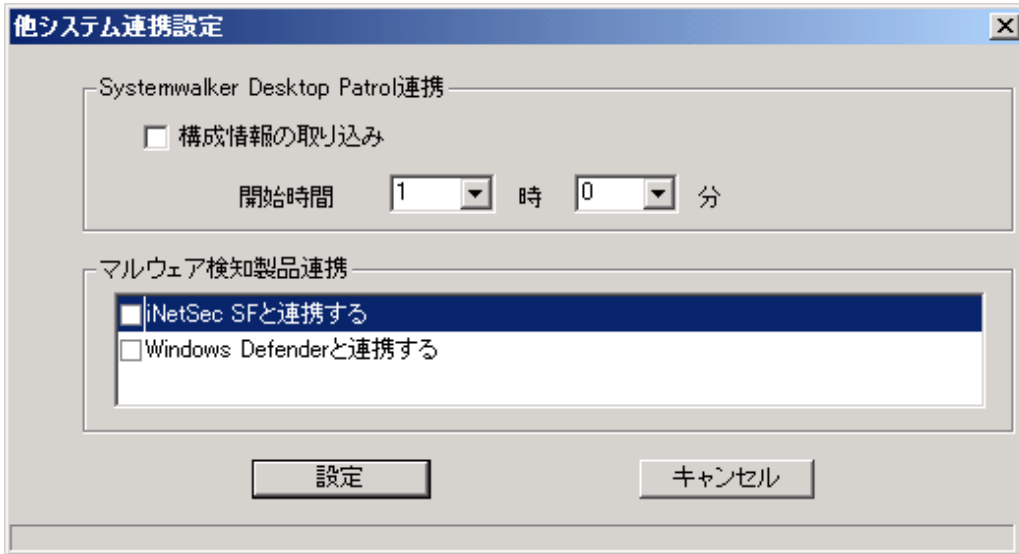 他システム連携設定
Systemwalker Desktop Patrol連携
構成情報の取り込み
開始時間 1 時 0 分
マルウェア検知製品連携
iNetSec SFと連携する
Windows Defenderと連携する
設定 キャンセル